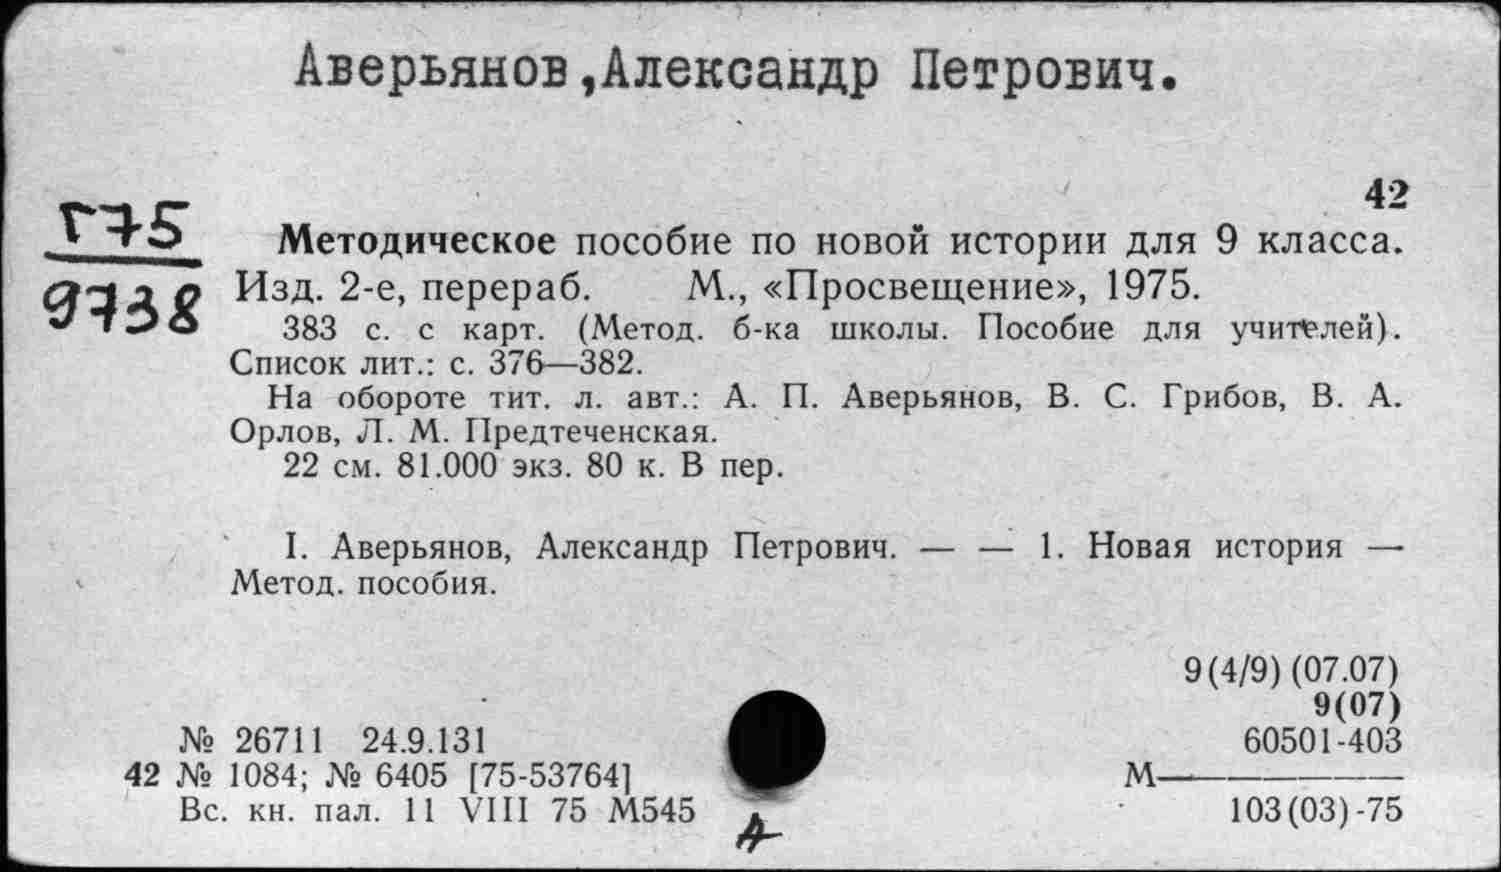 Аверьянов,Александр Петрович.
42
Г75
9738
Методическое пособие по новой истории для 9 класса.
Изд. 2-е, перераб. М., «Просвещение», 1975.
383 с. с карт. (Метод. б-ка школы. Пособие для учителей).
Список лит.: с. 376—382.
На обороте тит. л. авт.: А. П. Аверьянов, В. С. Грибов, В. А.
Орлов, Л. М. Предтеченская.
22 см. 81.000 экз. 80 к. В пер.
I. Аверьянов, Александр Петрович. — — 1. Новая история —
Метод. пособия.
9(4/9)(07.07)
9(07)
№ 26711 24.9.131
60501-403
42 № 1084; № 6405 [75-53764]
М—
Вс. кн. пал. 11 VIII 75 М545
103(03)-75